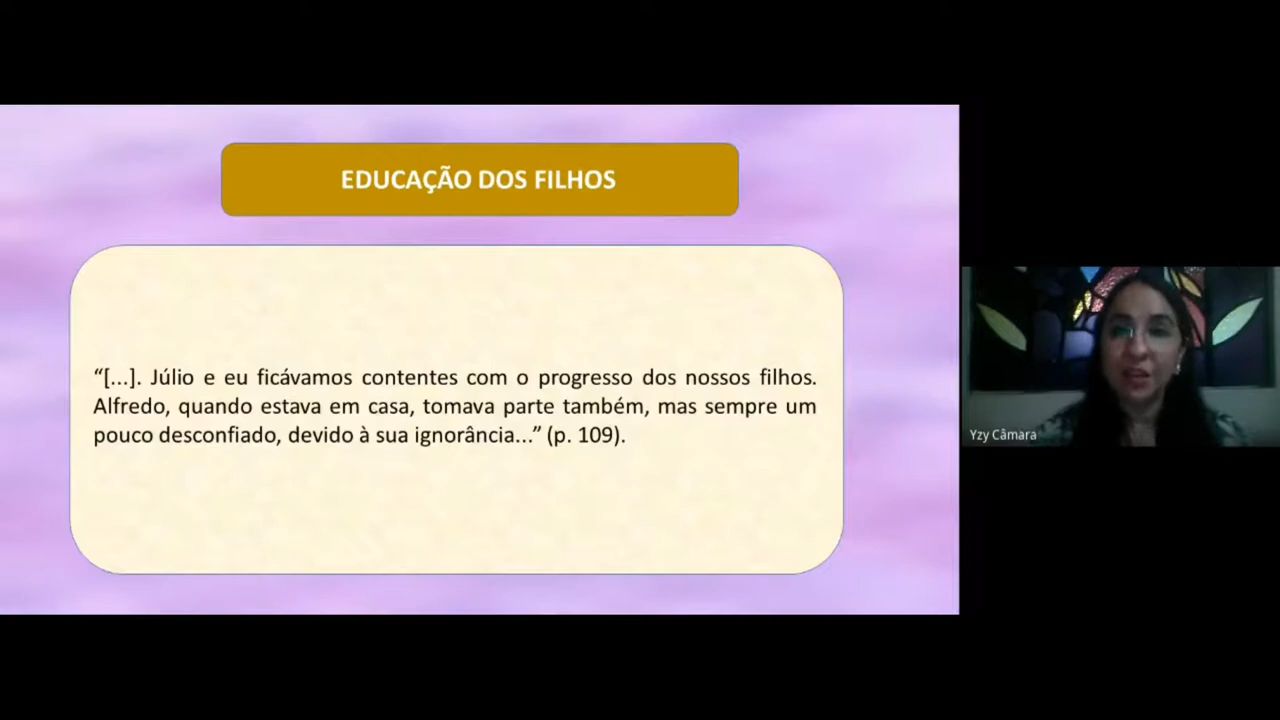 EDUCAÇÃO DOS FILHOS
“[...]. Júlio e eu ficávamos contentes com o progresso dos nossos filhos.
Alfredo, quando estava em casa, tomava parte também, mas sempre um
pouco desconfiado, devido à sua ignorância...” (p. 109).
Yzy Câmara